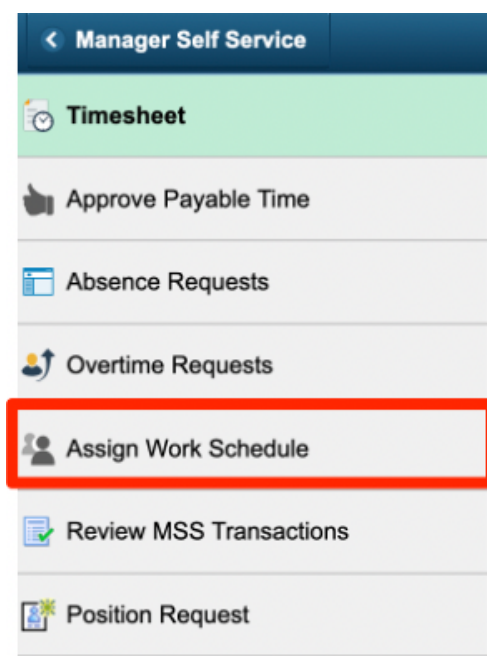 Manager Self Service
Timesheet
Approve Payable Time
Absence Requests
Overtime Requests
Assign Work Schedule
Review MSS Transactions
Position Request